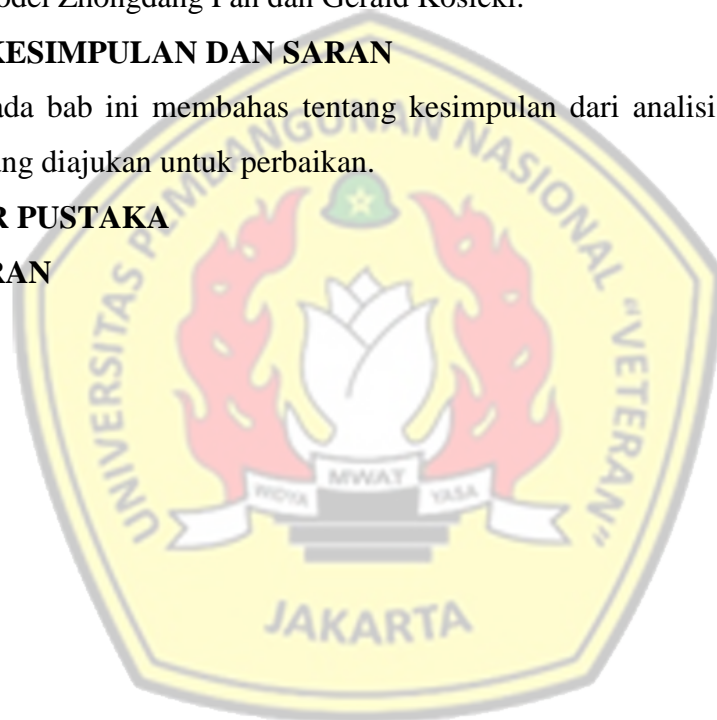 odel Zhongdang Pan dan Gerald Kosicki.
KESIMPULAN DAN SARAN
ada bab ini membahas tentang kesimpulan dari analisi
ang diajukan untuk perbaikan.
R PUSTAKA
RAN
UNIVERSITAS PEMBANGUNAN NASIONAL "VETERAN"
WIDYA MWAT YASA
JAKARTA